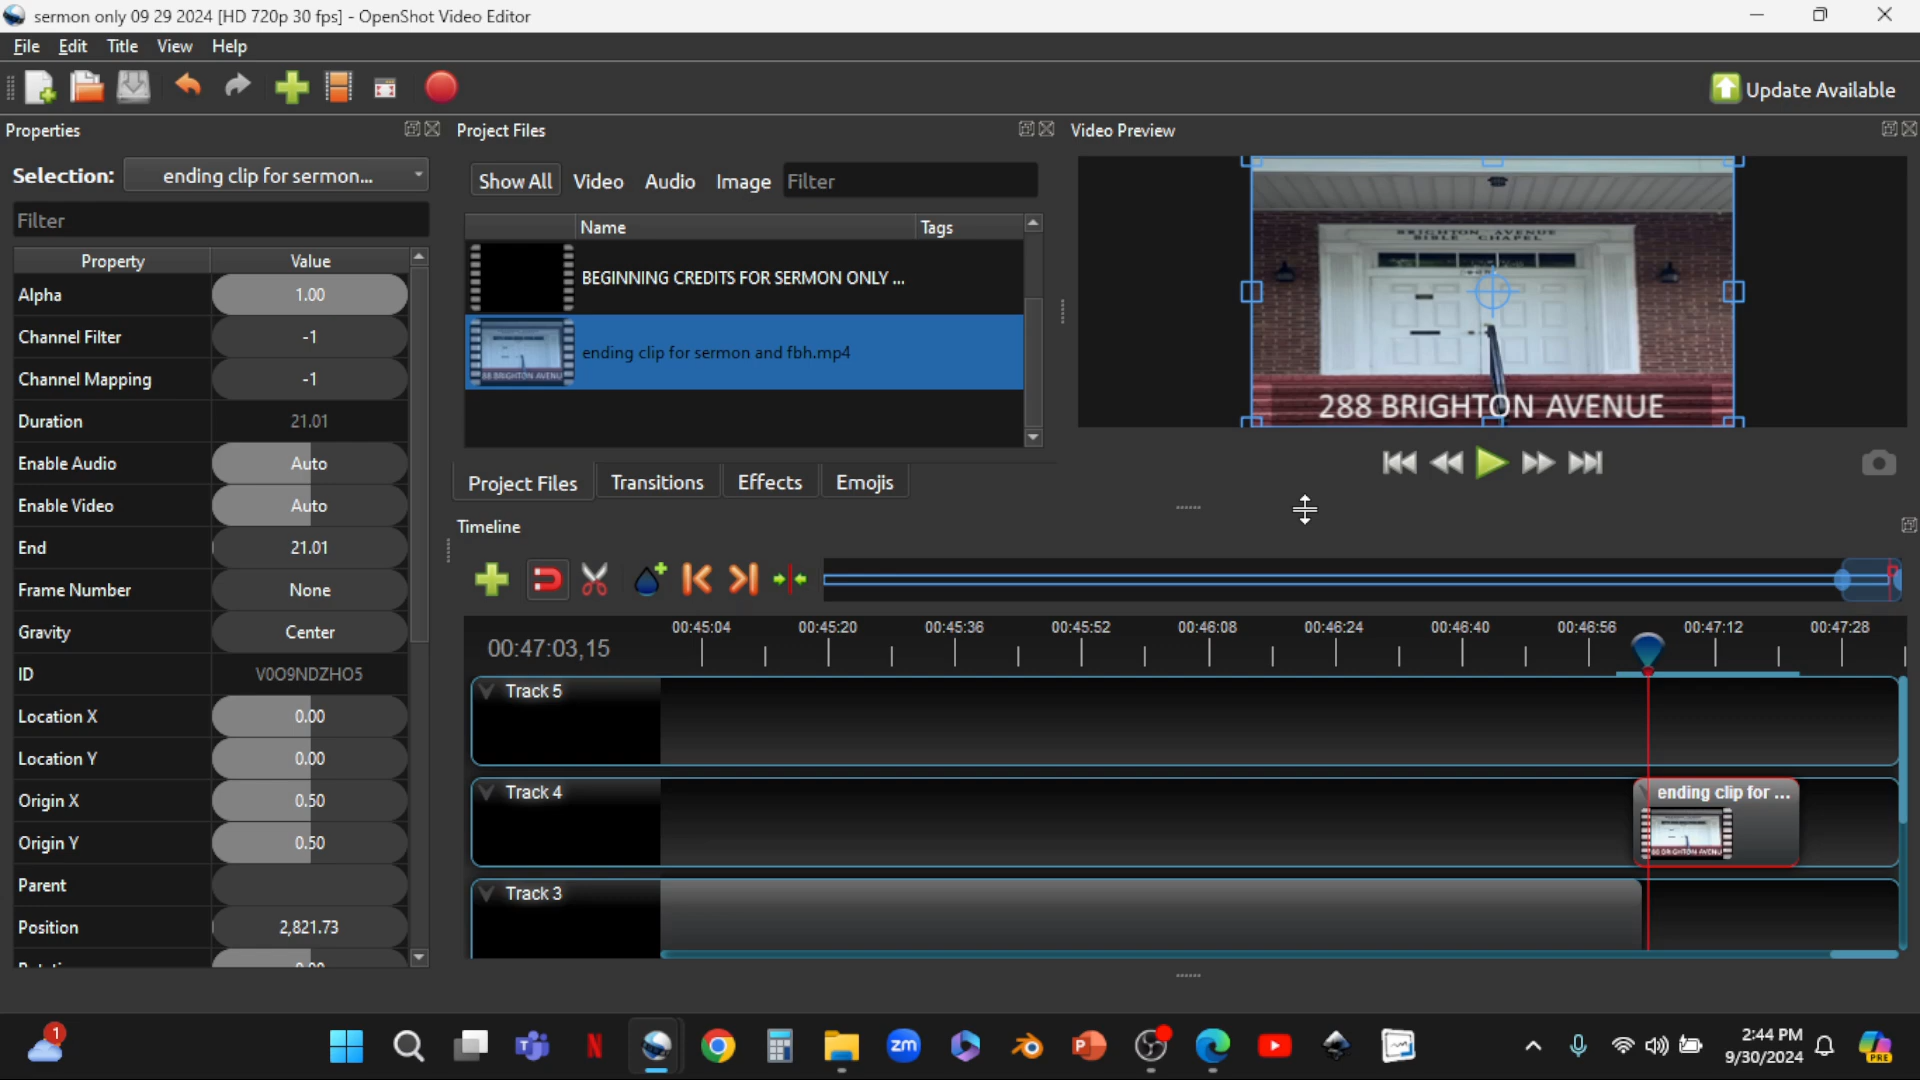 sermon only 09 29 2024 [HD 720p 30 fps] - OpenShot Video Editor
File Edit Title View Help
Update Available
Properties
Selection: ending clip for sermon...
Filter
Property Value
Alpha 1.00
Channel Filter -1
Channel Mapping -1
Duration 21.01
Enable Audio Auto
Enable Video Auto
End 21.01
Frame Number None
Gravity Center
ID V0O9NDZHO5
Location X 0.00
Location Y 0.00
Origin X 0.50
Origin Y 0.50
Parent
Position 2,821.73
Project Files
Show All Video Audio Image Filter
Name Tags
BEGINNING CREDITS FOR SERMON ONLY ...
ending clip for sermon and fbh.mp4
Project Files Transitions Effects Emojis
Video Preview
BRIGHTON AVENUE
BIBLE CHAPEL
288 BRIGHTON AVENUE
Timeline
00:47:03,15
00:45:04 00:45:20 00:45:36 00:45:52 00:46:08 00:46:24 00:46:40 00:46:56 00:47:12 00:47:28
Track 5
Track 4
ending clip for ...
Track 3
1
zm
2:44 PM
9/30/2024
PRE